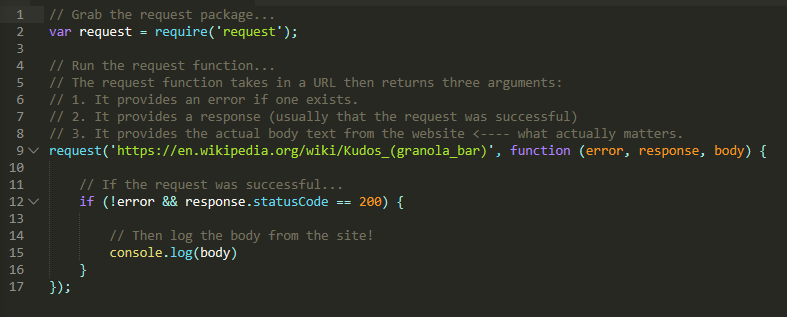 1 // Grab the request package...
2 var request = require('request');
3
4 // Run the request function...
5 // The request function takes in a URL then returns three arguments:
6 // 1. It provides an error if one exists.
7 // 2. It provides a response (usually that the request was successful)
8 // 3. It provides the actual body text from the website <---- what actually matters.
9 request('https://en.wikipedia.org/wiki/Kudos_(granola_bar)', function (error, response, body) {
10
11 // If the request was successful...
12 if (!error && response.statusCode == 200) {
13
14 // Then log the body from the site!
15 console.log(body)
16 }
17 });